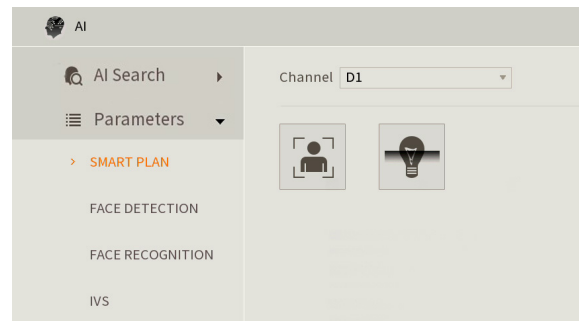 AI
AI Search
Channel D1
Parameters
SMART PLAN
FACE DETECTION
FACE RECOGNITION
IVS